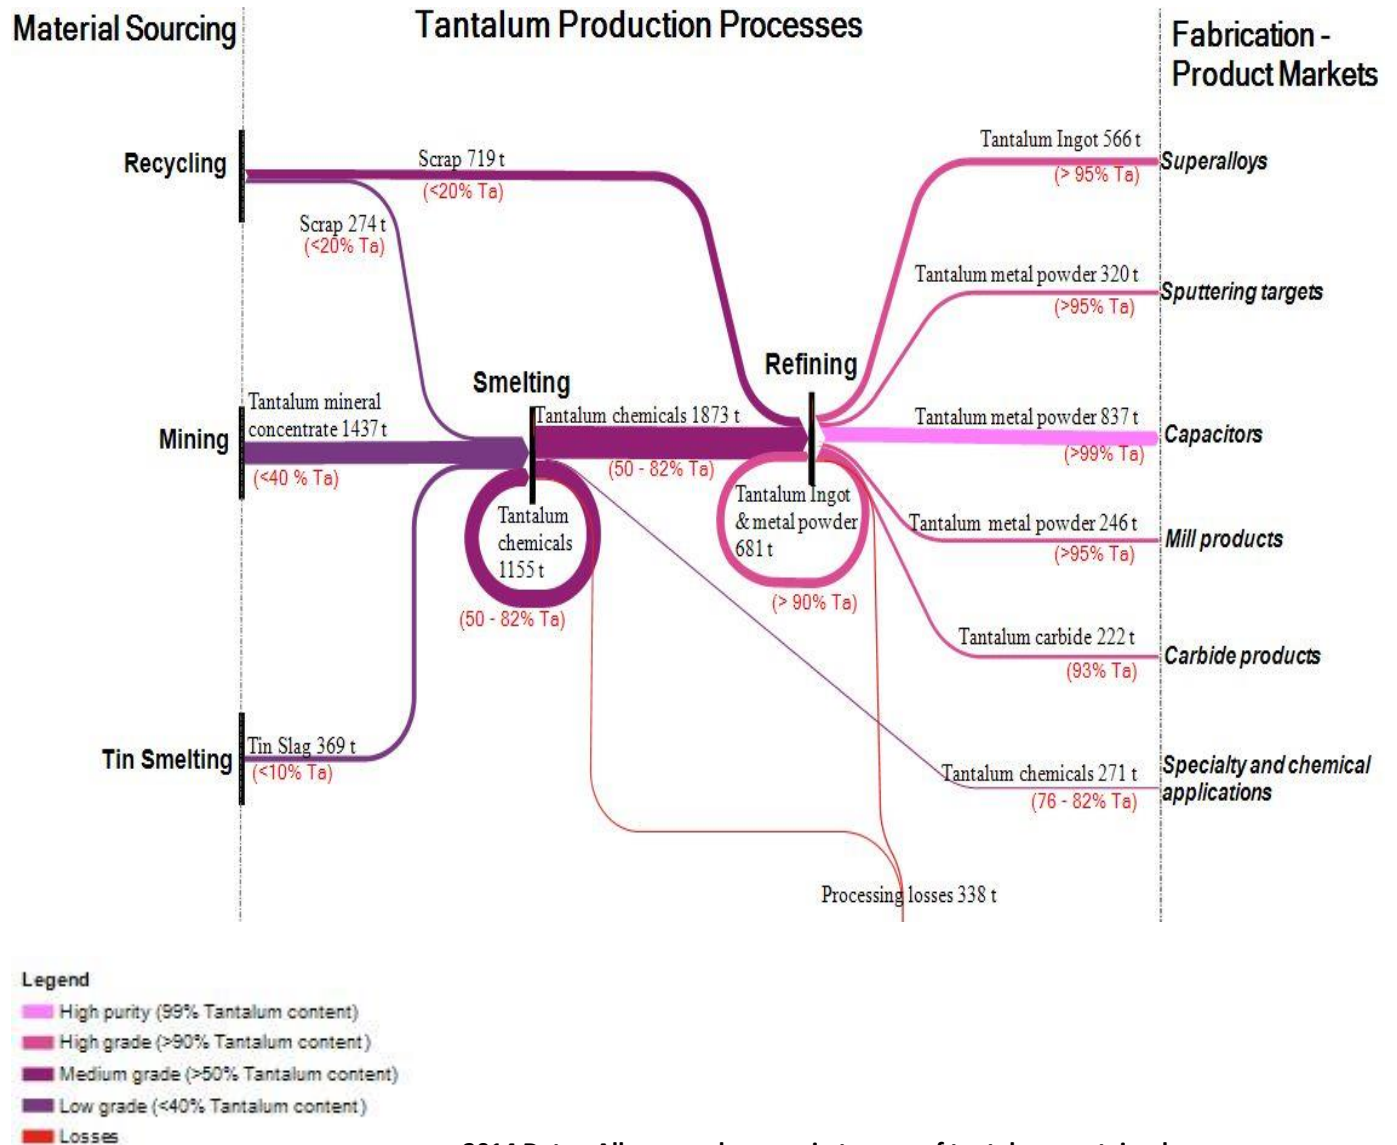 Material Sourcing
Tantalum Production Processes
Fabrication -
Product Markets
Recycling
Scrap 719 t
(<20% Ta)
Scrap 274 t
(<20% Ta)
Tantalum Ingot 566 t
(> 95% Ta)
Superalloys
Tantalum metal powder 320 t
(>95% Ta)
Sputtering targets
Mining
Tantalum mineral
concentrate 1437 t
(<40 % Ta)
Smelting
Tantalum chemicals 1873 t
(50 - 82% Ta)
Refining
Tantalum metal powder 837 t
(>99% Ta)
Capacitors
Tantalum
chemicals
1155 t
(50 - 82% Ta)
Tantalum Ingot
& metal powder
681 t
(> 90% Ta)
Tantalum metal powder 246 t
(>95% Ta)
Mill products
Tantalum carbide 222 t
(93% Ta)
Carbide products
Tin Smelting
Tin Slag 369 t
(<10% Ta)
Tantalum chemicals 271 t
(76 - 82% Ta)
Specialty and chemical
applications
Processing losses 338 t
Legend
High purity (99% Tantalum content)
High grade (>90% Tantalum content)
Medium grade (>50% Tantalum content)
Low grade (<40% Tantalum content)
Losses